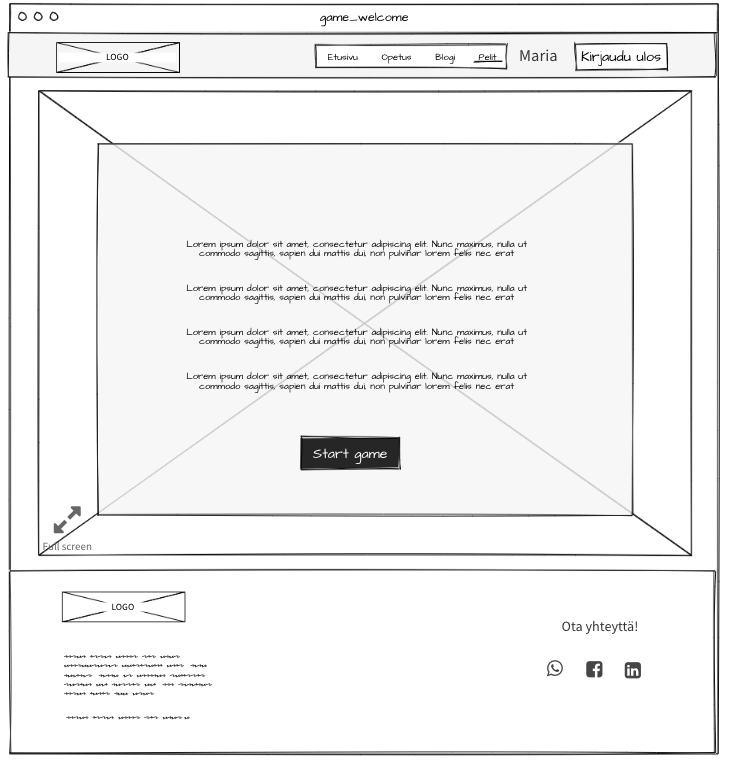 game_welcome
LOGO
Etusivu Opetus Blogi Pelit Maria Kirjaudu ulos
Lorem ipsum dolor sit amet, consectetur adipiscing elit. Nunc maximus, nulla ut
commodo sagittis, sapien dui mattis dui, non pulvinar lorem felis nec erat
Lorem ipsum dolor sit amet, consectetur adipiscing elit. Nunc maximus, nulla ut
commodo sagittis, sapien dui mattis dui, non pulvinar lorem felis nec erat
Lorem ipsum dolor sit amet, consectetur adipiscing elit. Nunc maximus, nulla ut
commodo sagittis, sapien dui mattis dui, non pulvinar lorem felis nec erat
Lorem ipsum dolor sit amet, consectetur adipiscing elit. Nunc maximus, nulla ut
commodo sagittis, sapien dui mattis dui, non pulvinar lorem felis nec erat
Start game
Full screen
LOGO
Ota yhteyttä!